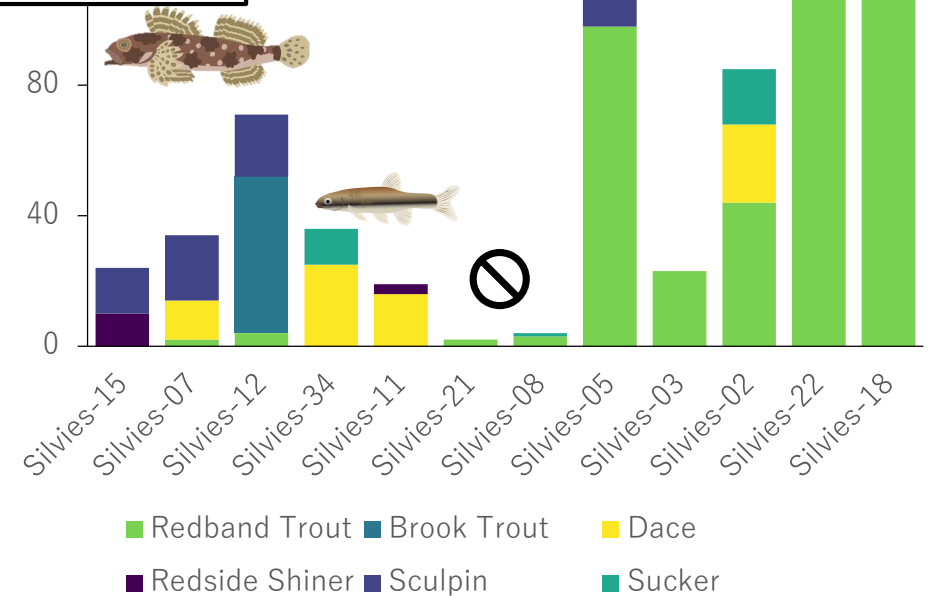 80
40
0
Silvies-15
Silvies-07
Silvies-12
Silvies-34
Silvies-11
Silvies-21
Silvies-08
Silvies-05
Silvies-03
Silvies-02
Silvies-22
Silvies-18
Redband Trout Brook Trout Dace
Redside Shiner Sculpin Sucker